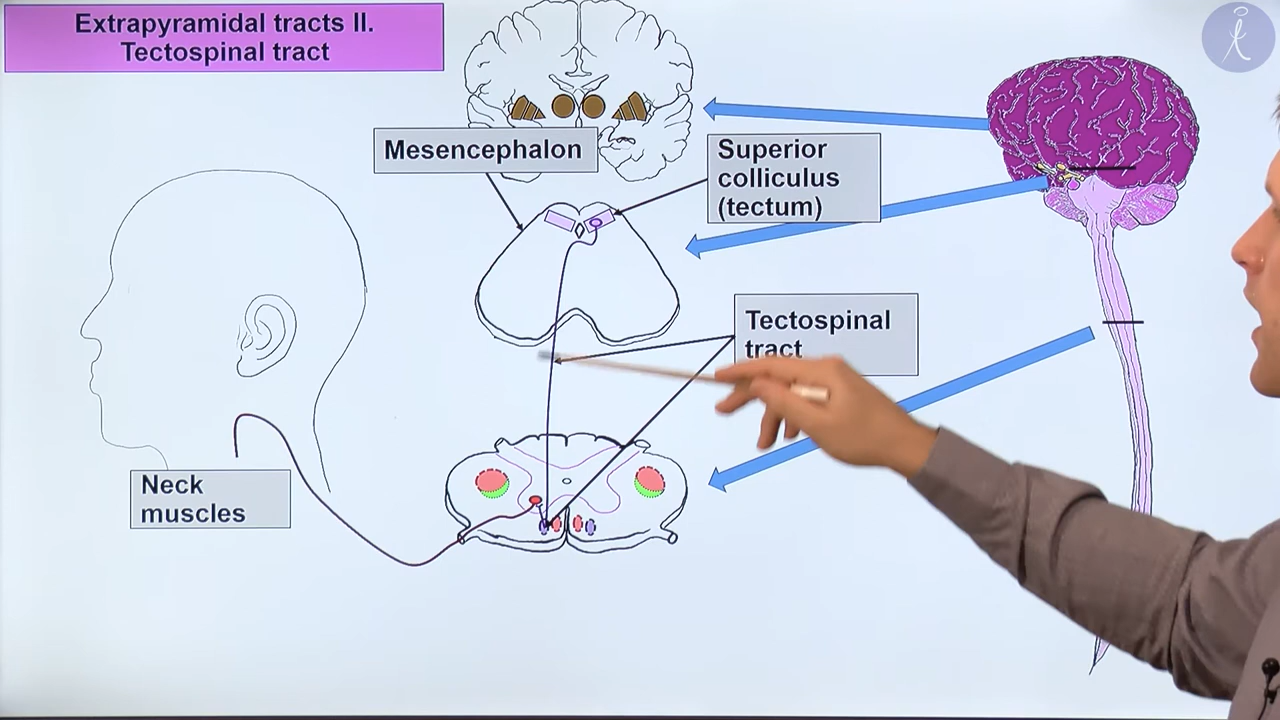 Extrapyramidal tracts II.
Tectospinal tract
Mesencephalon
Superior
colliculus
(tectum)
Tectospinal
tract
Neck
muscles